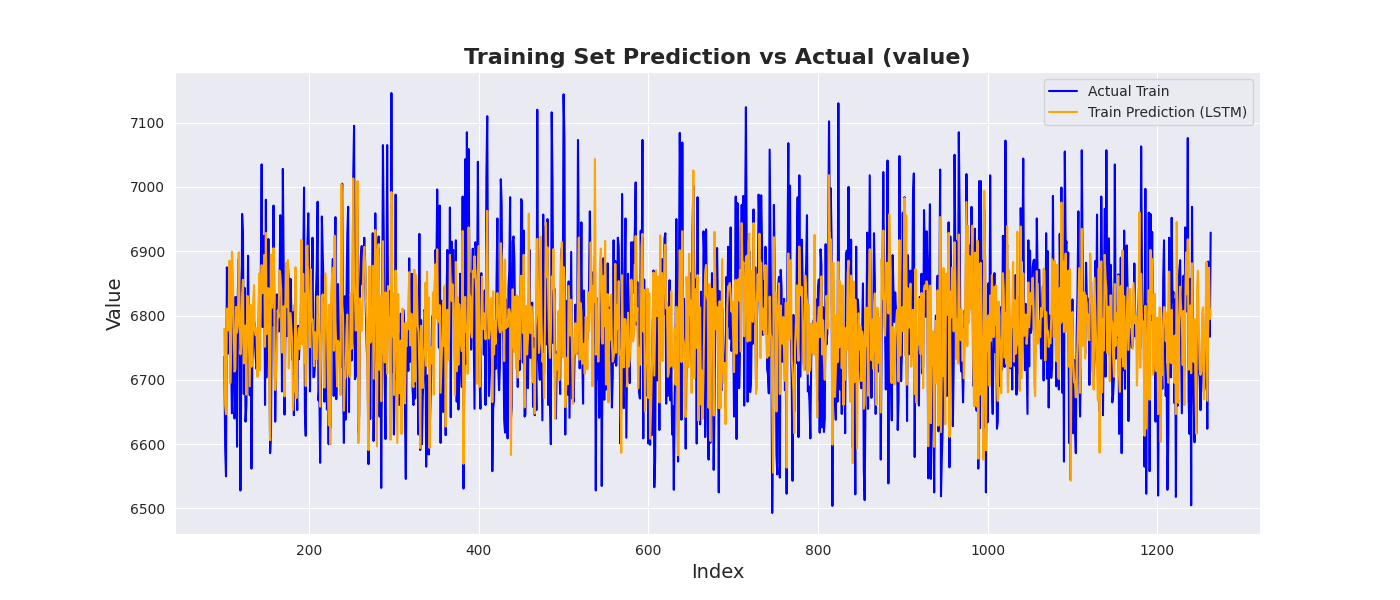 Training Set Prediction vs Actual (value)
Actual Train
Train Prediction (LSTM)
Value
7100
7000
6900
6800
6700
6600
6500
200 400 600 800 1000 1200
Index